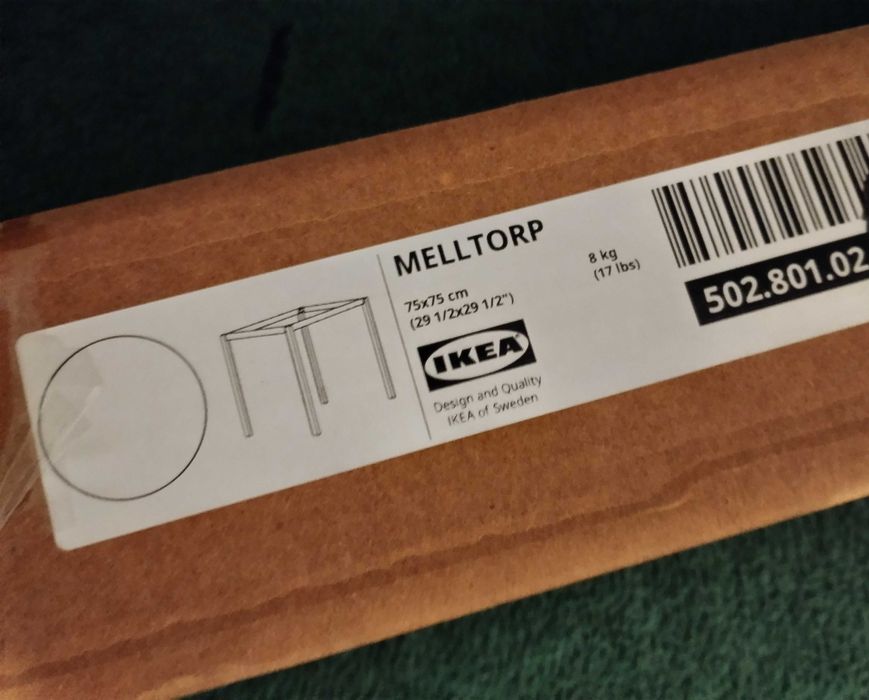 MELLTORP
75x75 cm
(29 1/2x29 1/2")
IKEA
Design and Quality
IKEA of Sweden
8 kg
(17 lbs)
502.801.02